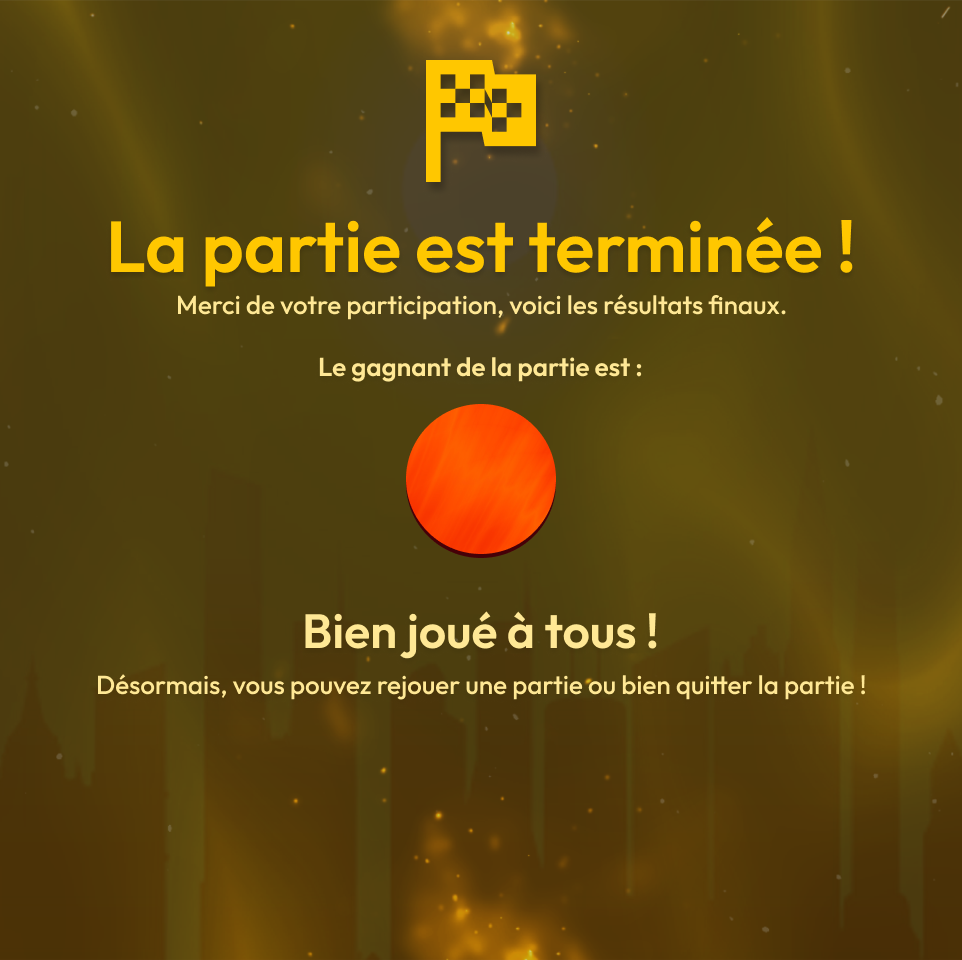 La partie est terminée !
Merci de votre participation, voici les résultats finaux.
Le gagnant de la partie est :
Bien joué à tous !
Désormais, vous pouvez rejouer une partie ou bien quitter la partie !